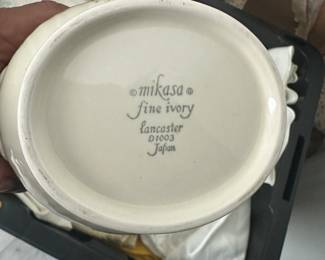 © mikasa ®
fine ivory
lancaster
D1003
Japan